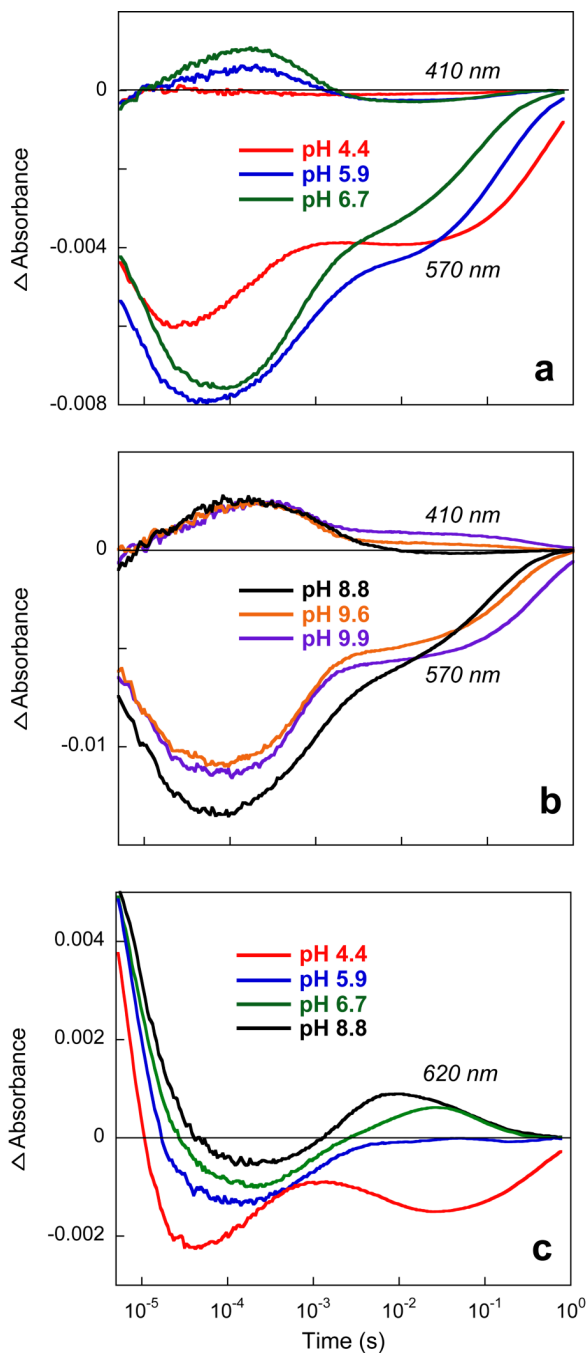 0
410 nm
pH 4.4
pH 5.9
pH 6.7
-0.004
570 nm
-0.008
a
△ Absorbance
410 nm
0
pH 8.8
pH 9.6
pH 9.9
570 nm
-0.01
b
△ Absorbance
0.004
pH 4.4
pH 5.9
pH 6.7
pH 8.8
0.002
620 nm
0
-0.002
c
△ Absorbance
10⁻⁵ 10⁻⁴ 10⁻³ 10⁻² 10⁻¹ 10⁰
Time (s)